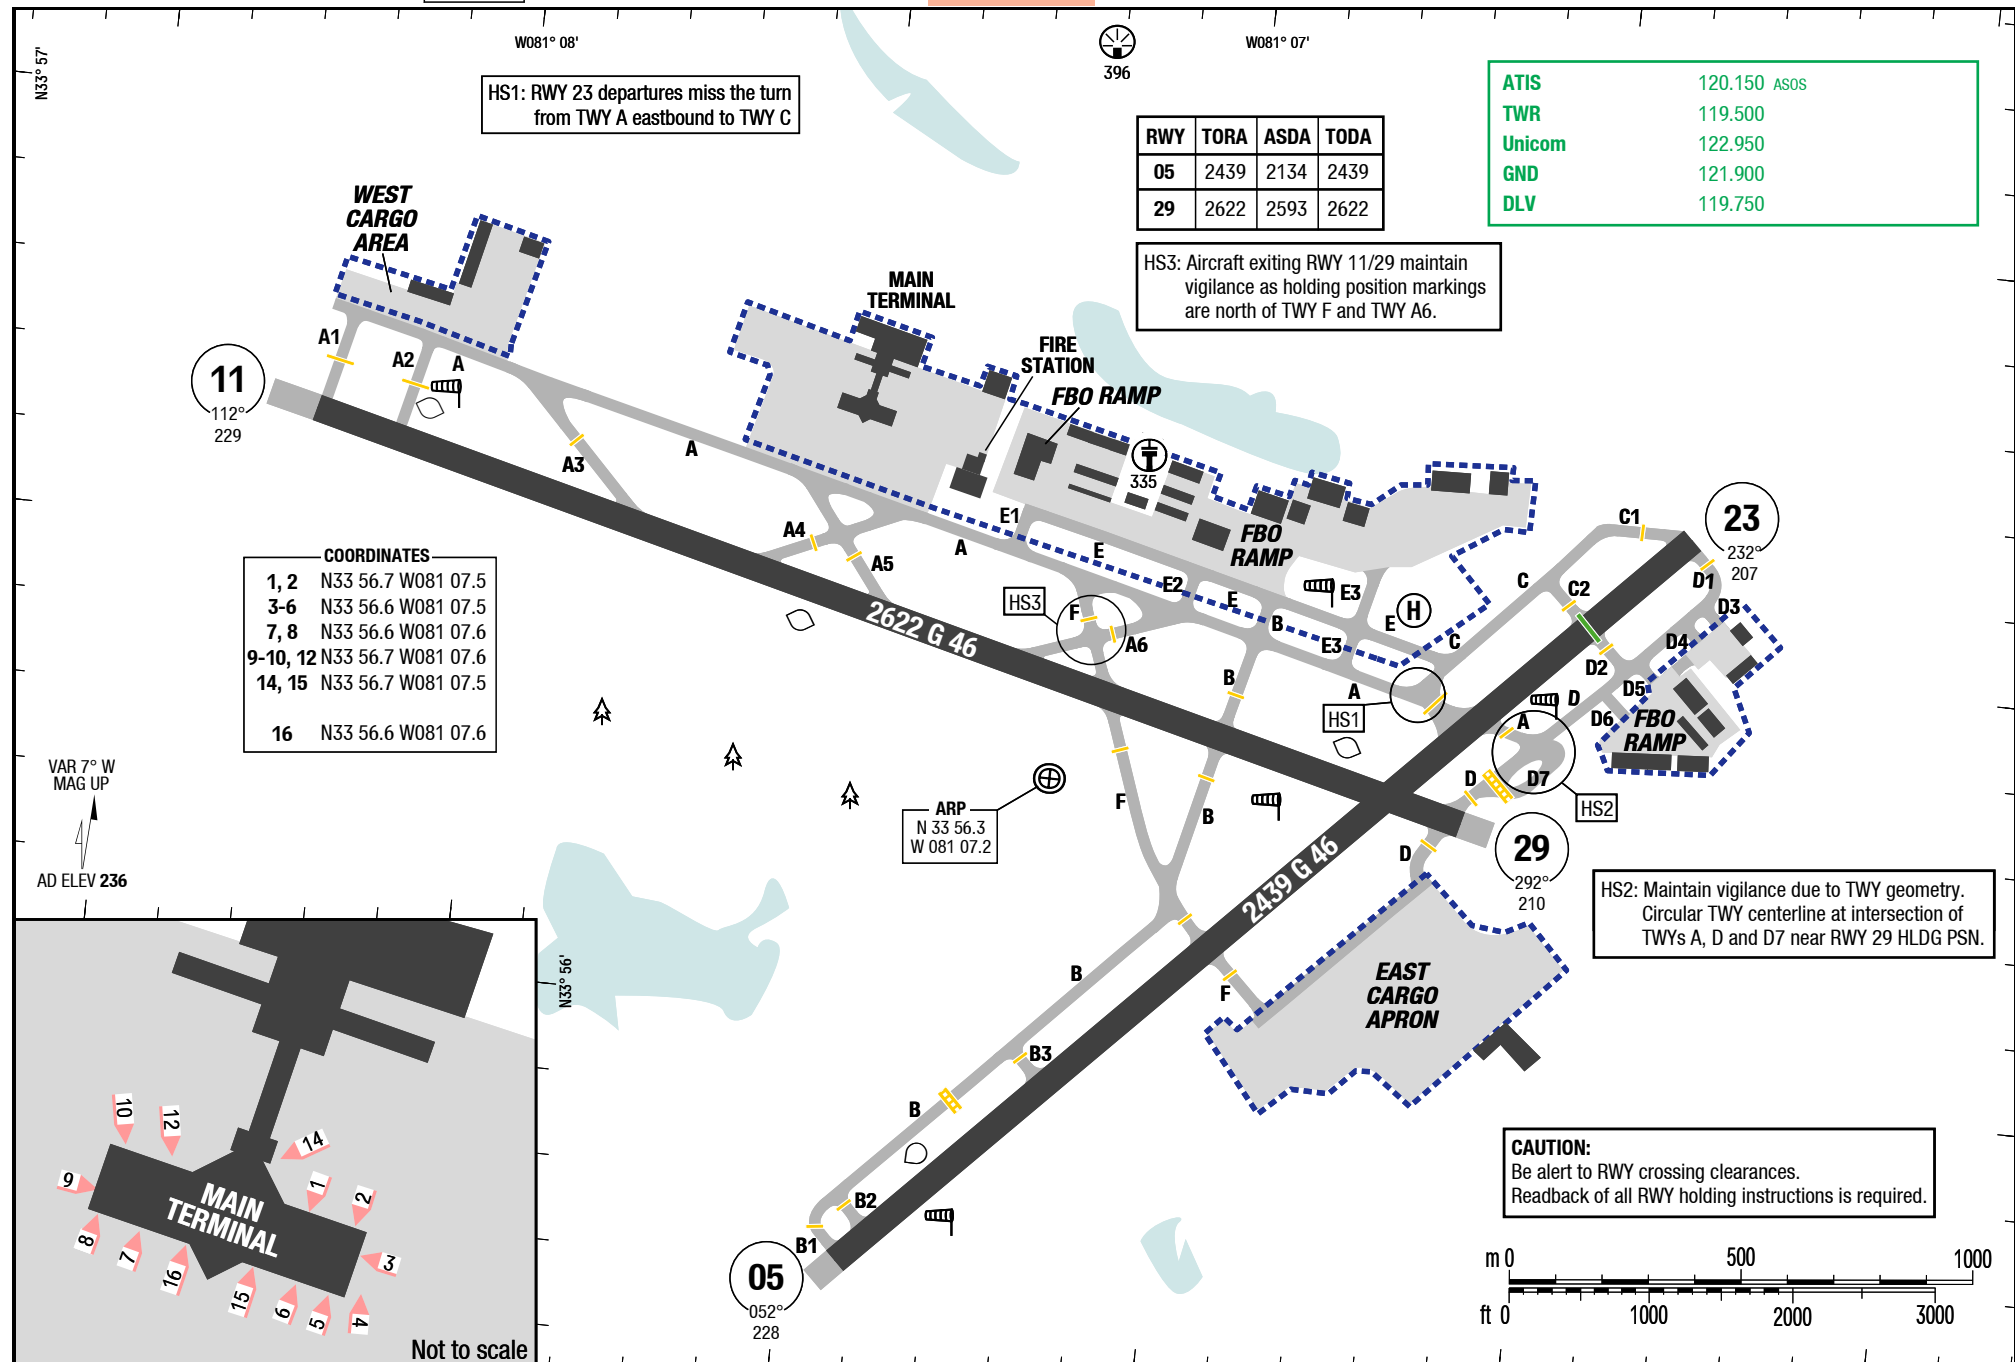 W081° 08'
W081° 07'
N33° 57'
396
HS1: RWY 23 departures miss the turn
from TWY A eastbound to TWY C
ATIS 120.150 ASOS
TWR 119.500
Unicom 122.950
GND 121.900
DLV 119.750
RWY TORA ASDA TODA
05 2439 2134 2439
29 2622 2593 2622
HS3: Aircraft exiting RWY 11/29 maintain
vigilance as holding position markings
are north of TWY F and TWY A6.
WEST
CARGO
AREA
MAIN
TERMINAL
FIRE
STATION
FBO RAMP
A1
A2
A
11
112°
229
A3
A
335
A4
A5
A
E1
E
E2
E
E3
B
E3
E
FBO
RAMP
H
C1
23
232°
207
C
C2
D1
D3
D4
D2
D5
D
D6
FBO
RAMP
C
HS3
F
A6
2622 G 46
B
A
HS1
A
D7
D
HS2
COORDINATES
1, 2 N33 56.7 W081 07.5
3-6 N33 56.6 W081 07.5
7, 8 N33 56.6 W081 07.6
9-10, 12 N33 56.7 W081 07.6
14, 15 N33 56.7 W081 07.5
16 N33 56.6 W081 07.6
VAR 7° W
MAG UP
AD ELEV 236
ARP
N 33 56.3
W 081 07.2
F
B
D
29
292°
210
2439 G 46
HS2: Maintain vigilance due to TWY geometry.
Circular TWY centerline at intersection of
TWYs A, D and D7 near RWY 29 HLDG PSN.
N33° 56'
B
F
EAST
CARGO
APRON
B3
B
B2
B1
05
052°
228
10
12
14
9
1
2
MAIN
TERMINAL
8
7
16
15
6
5
4
3
Not to scale
CAUTION:
Be alert to RWY crossing clearances.
Readback of all RWY holding instructions is required.
m 0 500 1000
ft 0 1000 2000 3000